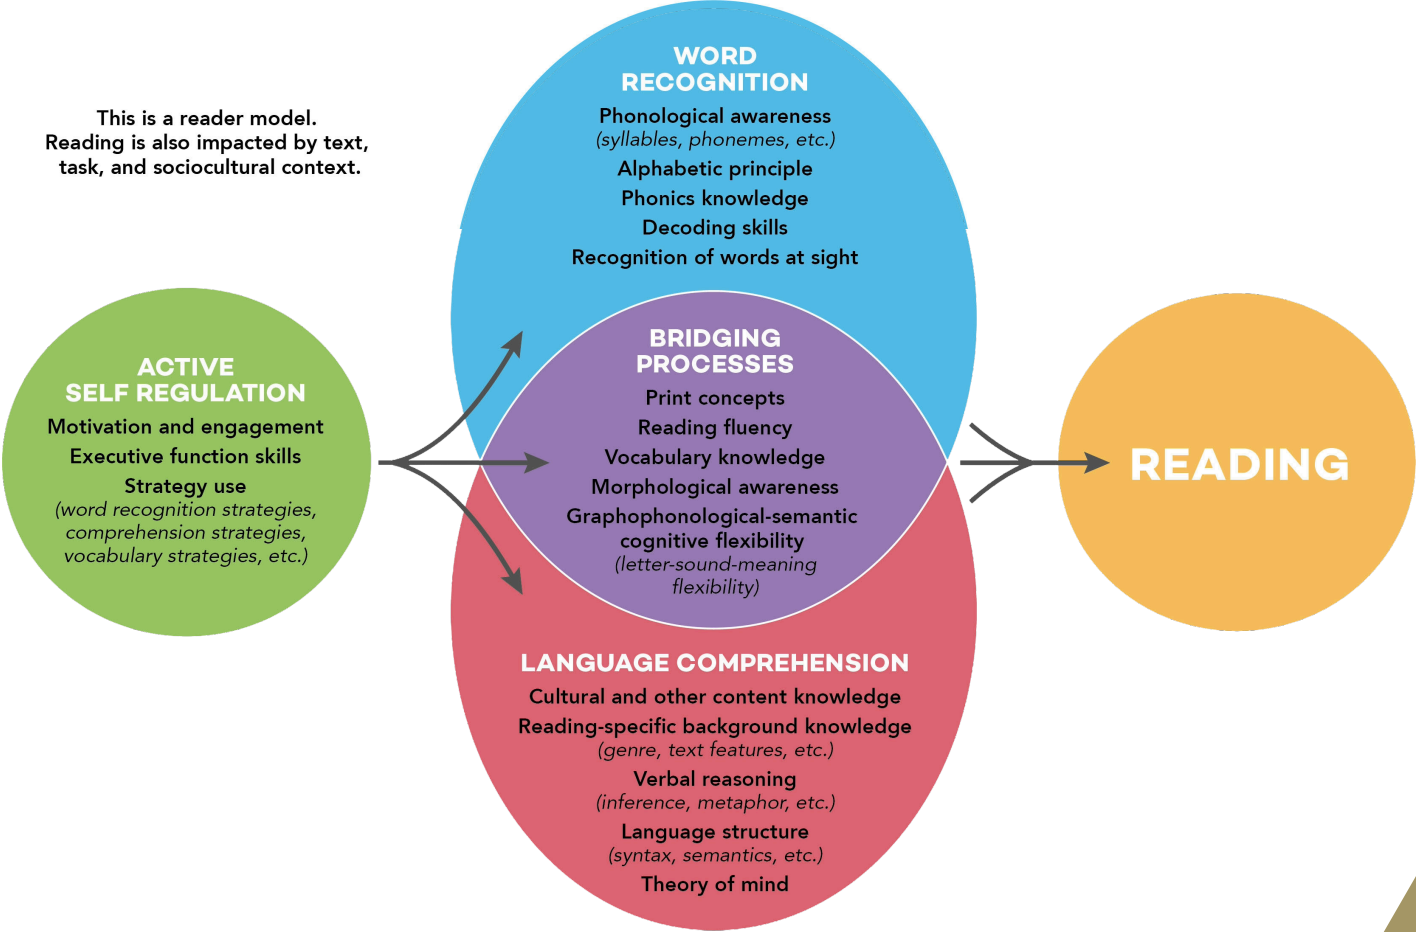 This is a reader model.
Reading is also impacted by text,
task, and sociocultural context.
ACTIVE
SELF REGULATION
Motivation and engagement
Executive function skills
Strategy use
(word recognition strategies,
comprehension strategies,
vocabulary strategies, etc.)
WORD
RECOGNITION
Phonological awareness
(syllables, phonemes, etc.)
Alphabetic principle
Phonics knowledge
Decoding skills
Recognition of words at sight
BRIDGING
PROCESSES
Print concepts
Reading fluency
Vocabulary knowledge
Morphological awareness
Graphophonological-semantic
cognitive flexibility
(letter-sound-meaning
flexibility)
LANGUAGE COMPREHENSION
Cultural and other content knowledge
Reading-specific background knowledge
(genre, text features, etc.)
Verbal reasoning
(inference, metaphor, etc.)
Language structure
(syntax, semantics, etc.)
Theory of mind
READING